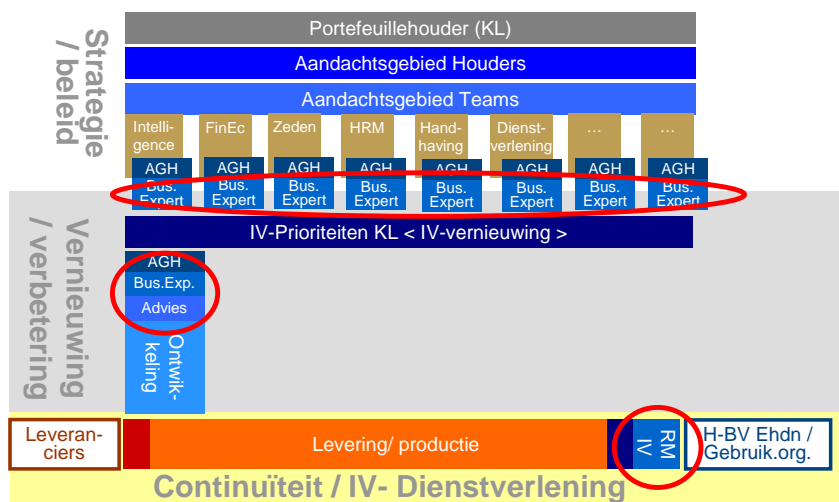 Strategie
/ beleid
Portefeuillehouder (KL)
Aandachtsgebied Houders
Aandachtsgebied Teams
Intelli-
gence
FinEc
Zeden
HRM
Hand-
having
Dienst-
verlening
...
...
AGH
AGH
AGH
AGH
AGH
AGH
AGH
AGH
Bus.
Expert
Bus.
Expert
Bus.
Expert
Bus.
Expert
Bus.
Expert
Bus.
Expert
Bus.
Expert
Bus.
Expert
Vernieuwing
/ verbetering
IV-Prioriteiten KL < IV-vernieuwing >
AGH
Bus.Exp.
Advies
Ontwik-
keling
Leveran-
ciers
Levering/ productie
RM
IV
H-BV Ehdn /
Gebruik.org.
Continuïteit / IV- Dienstverlening